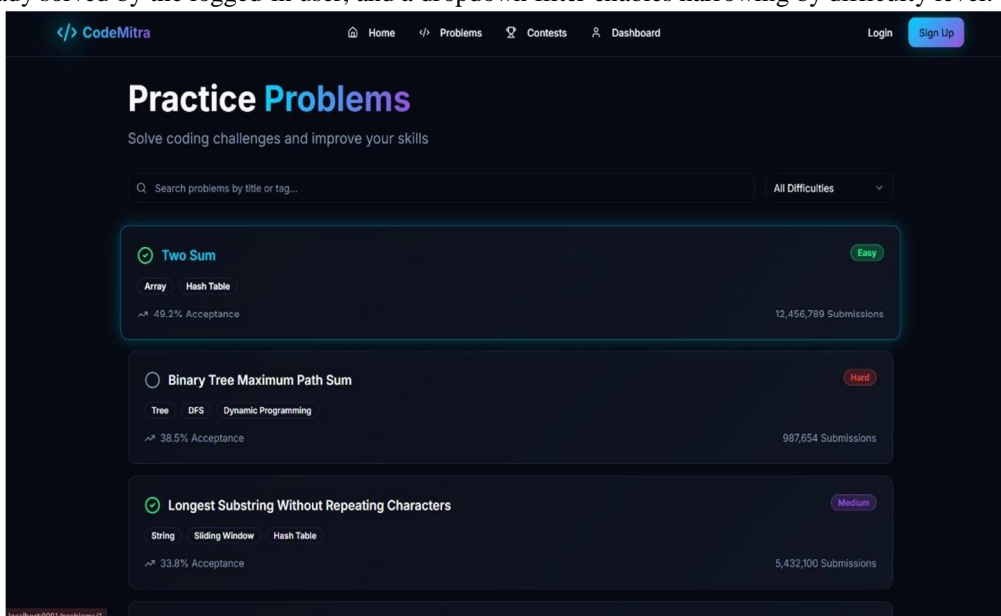 solved by the logged-in user, and a dropdown filter enables narrowing by difficulty level.
</> CodeMitra Home </> Problems Contests Dashboard Login Sign Up
Practice Problems
Solve coding challenges and improve your skills
Search problems by title or tag... All Difficulties
Two Sum Easy
Array Hash Table
49.2% Acceptance 12,456,789 Submissions
Binary Tree Maximum Path Sum Hard
Tree DFS Dynamic Programming
38.5% Acceptance 987,654 Submissions
Longest Substring Without Repeating Characters Medium
String Sliding Window Hash Table
33.8% Acceptance 5,432,100 Submissions